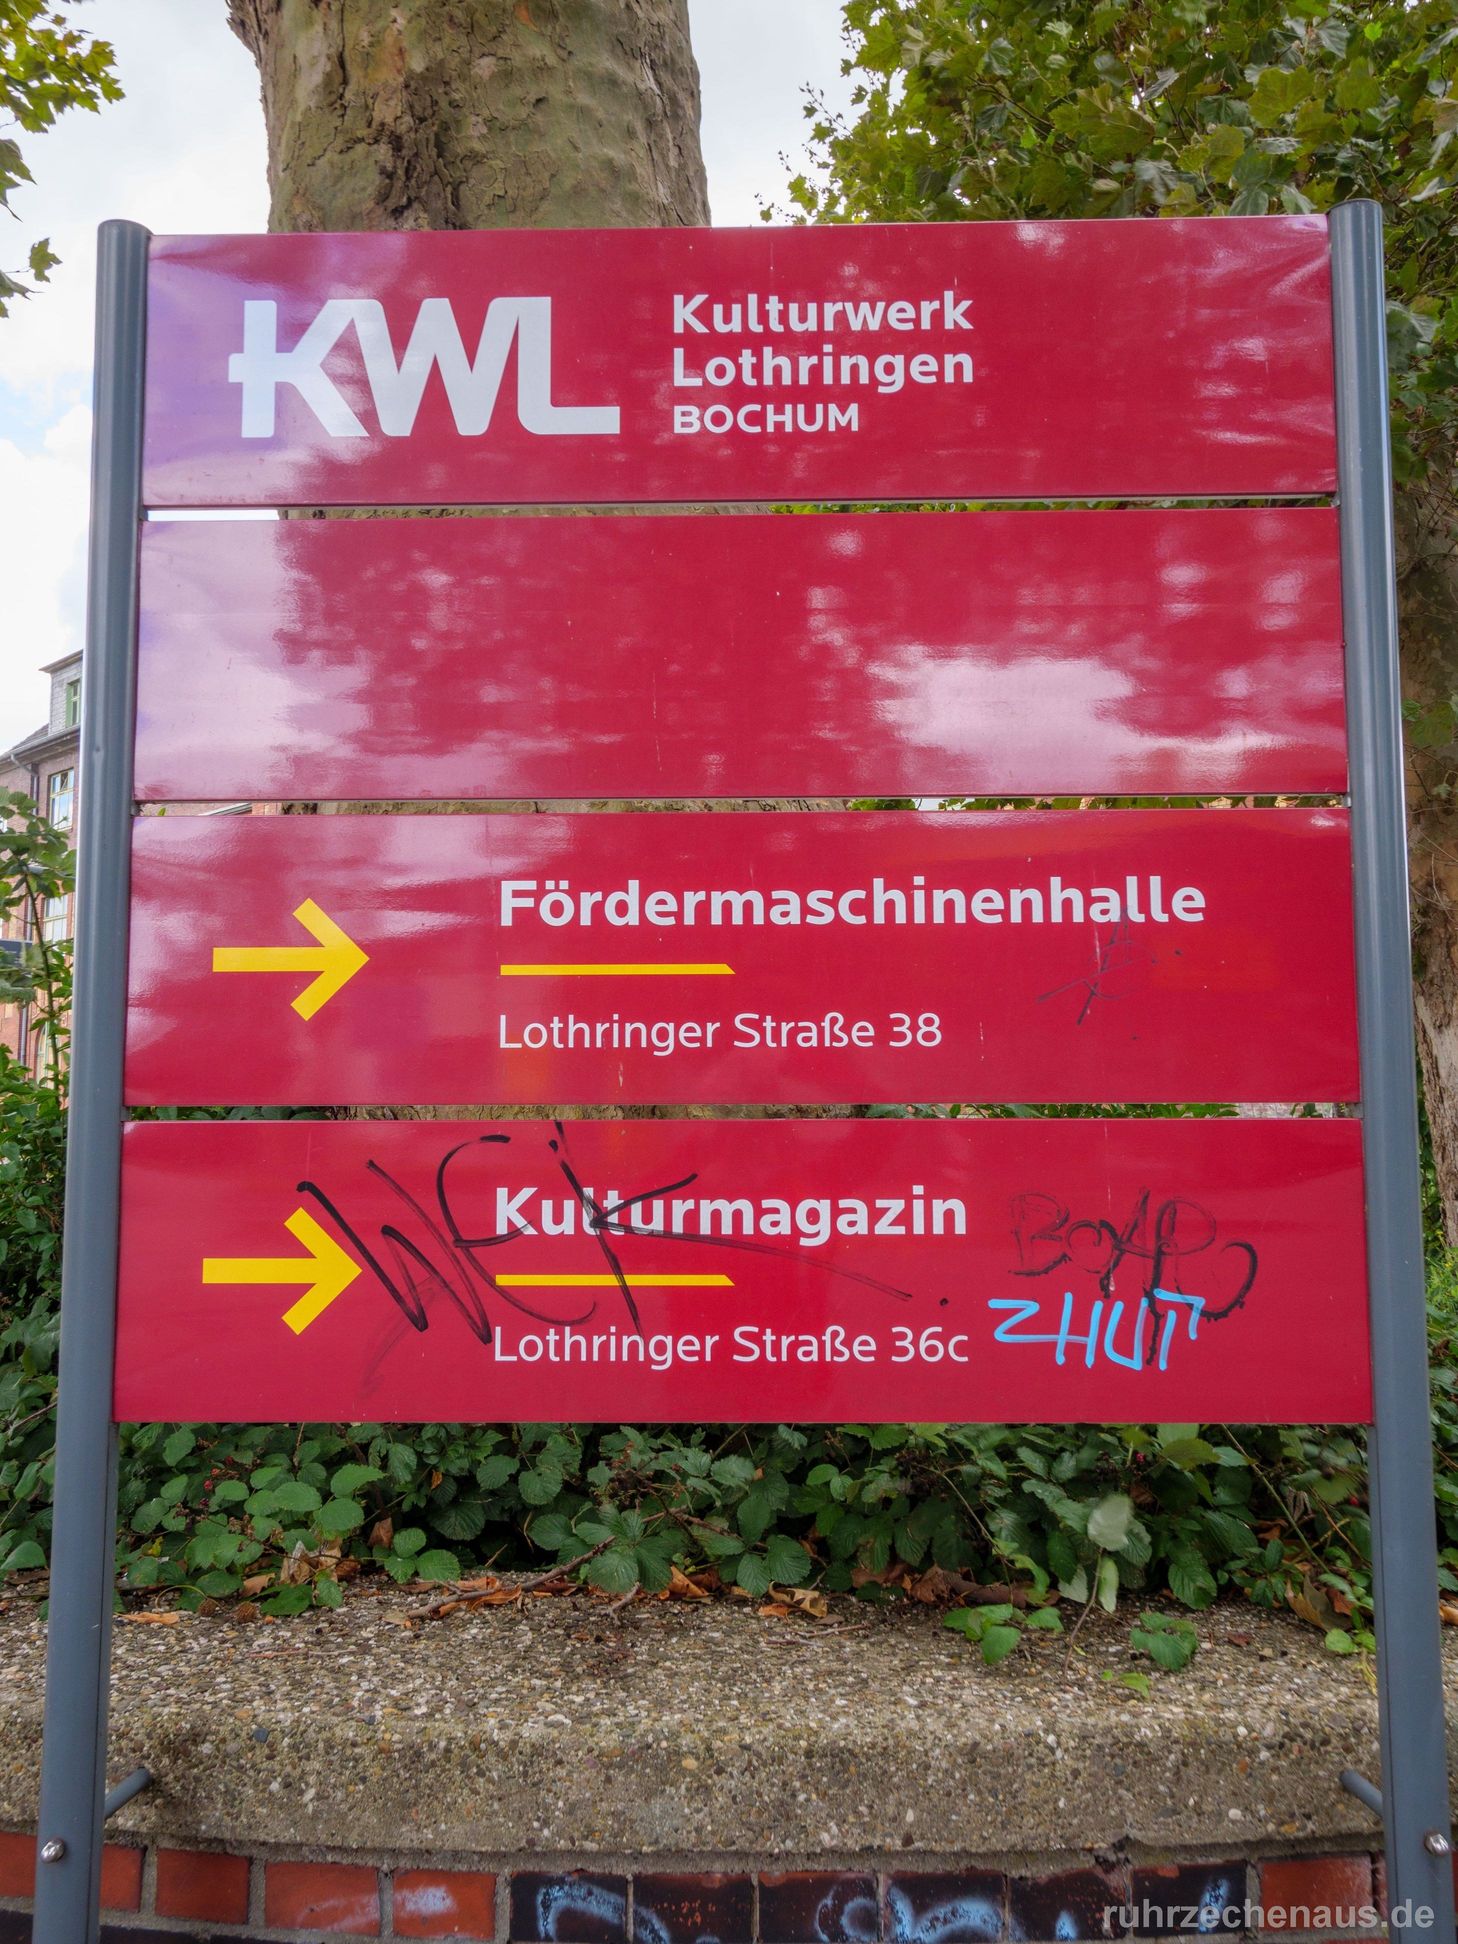 KWL
Kulturwerk
Lothringen
BOCHUM
Fördermaschinenhalle
Lothringer Straße 38
Kulturmagazin
Lothringer Straße 36c
ZHUT
ruhrzechenaus.de